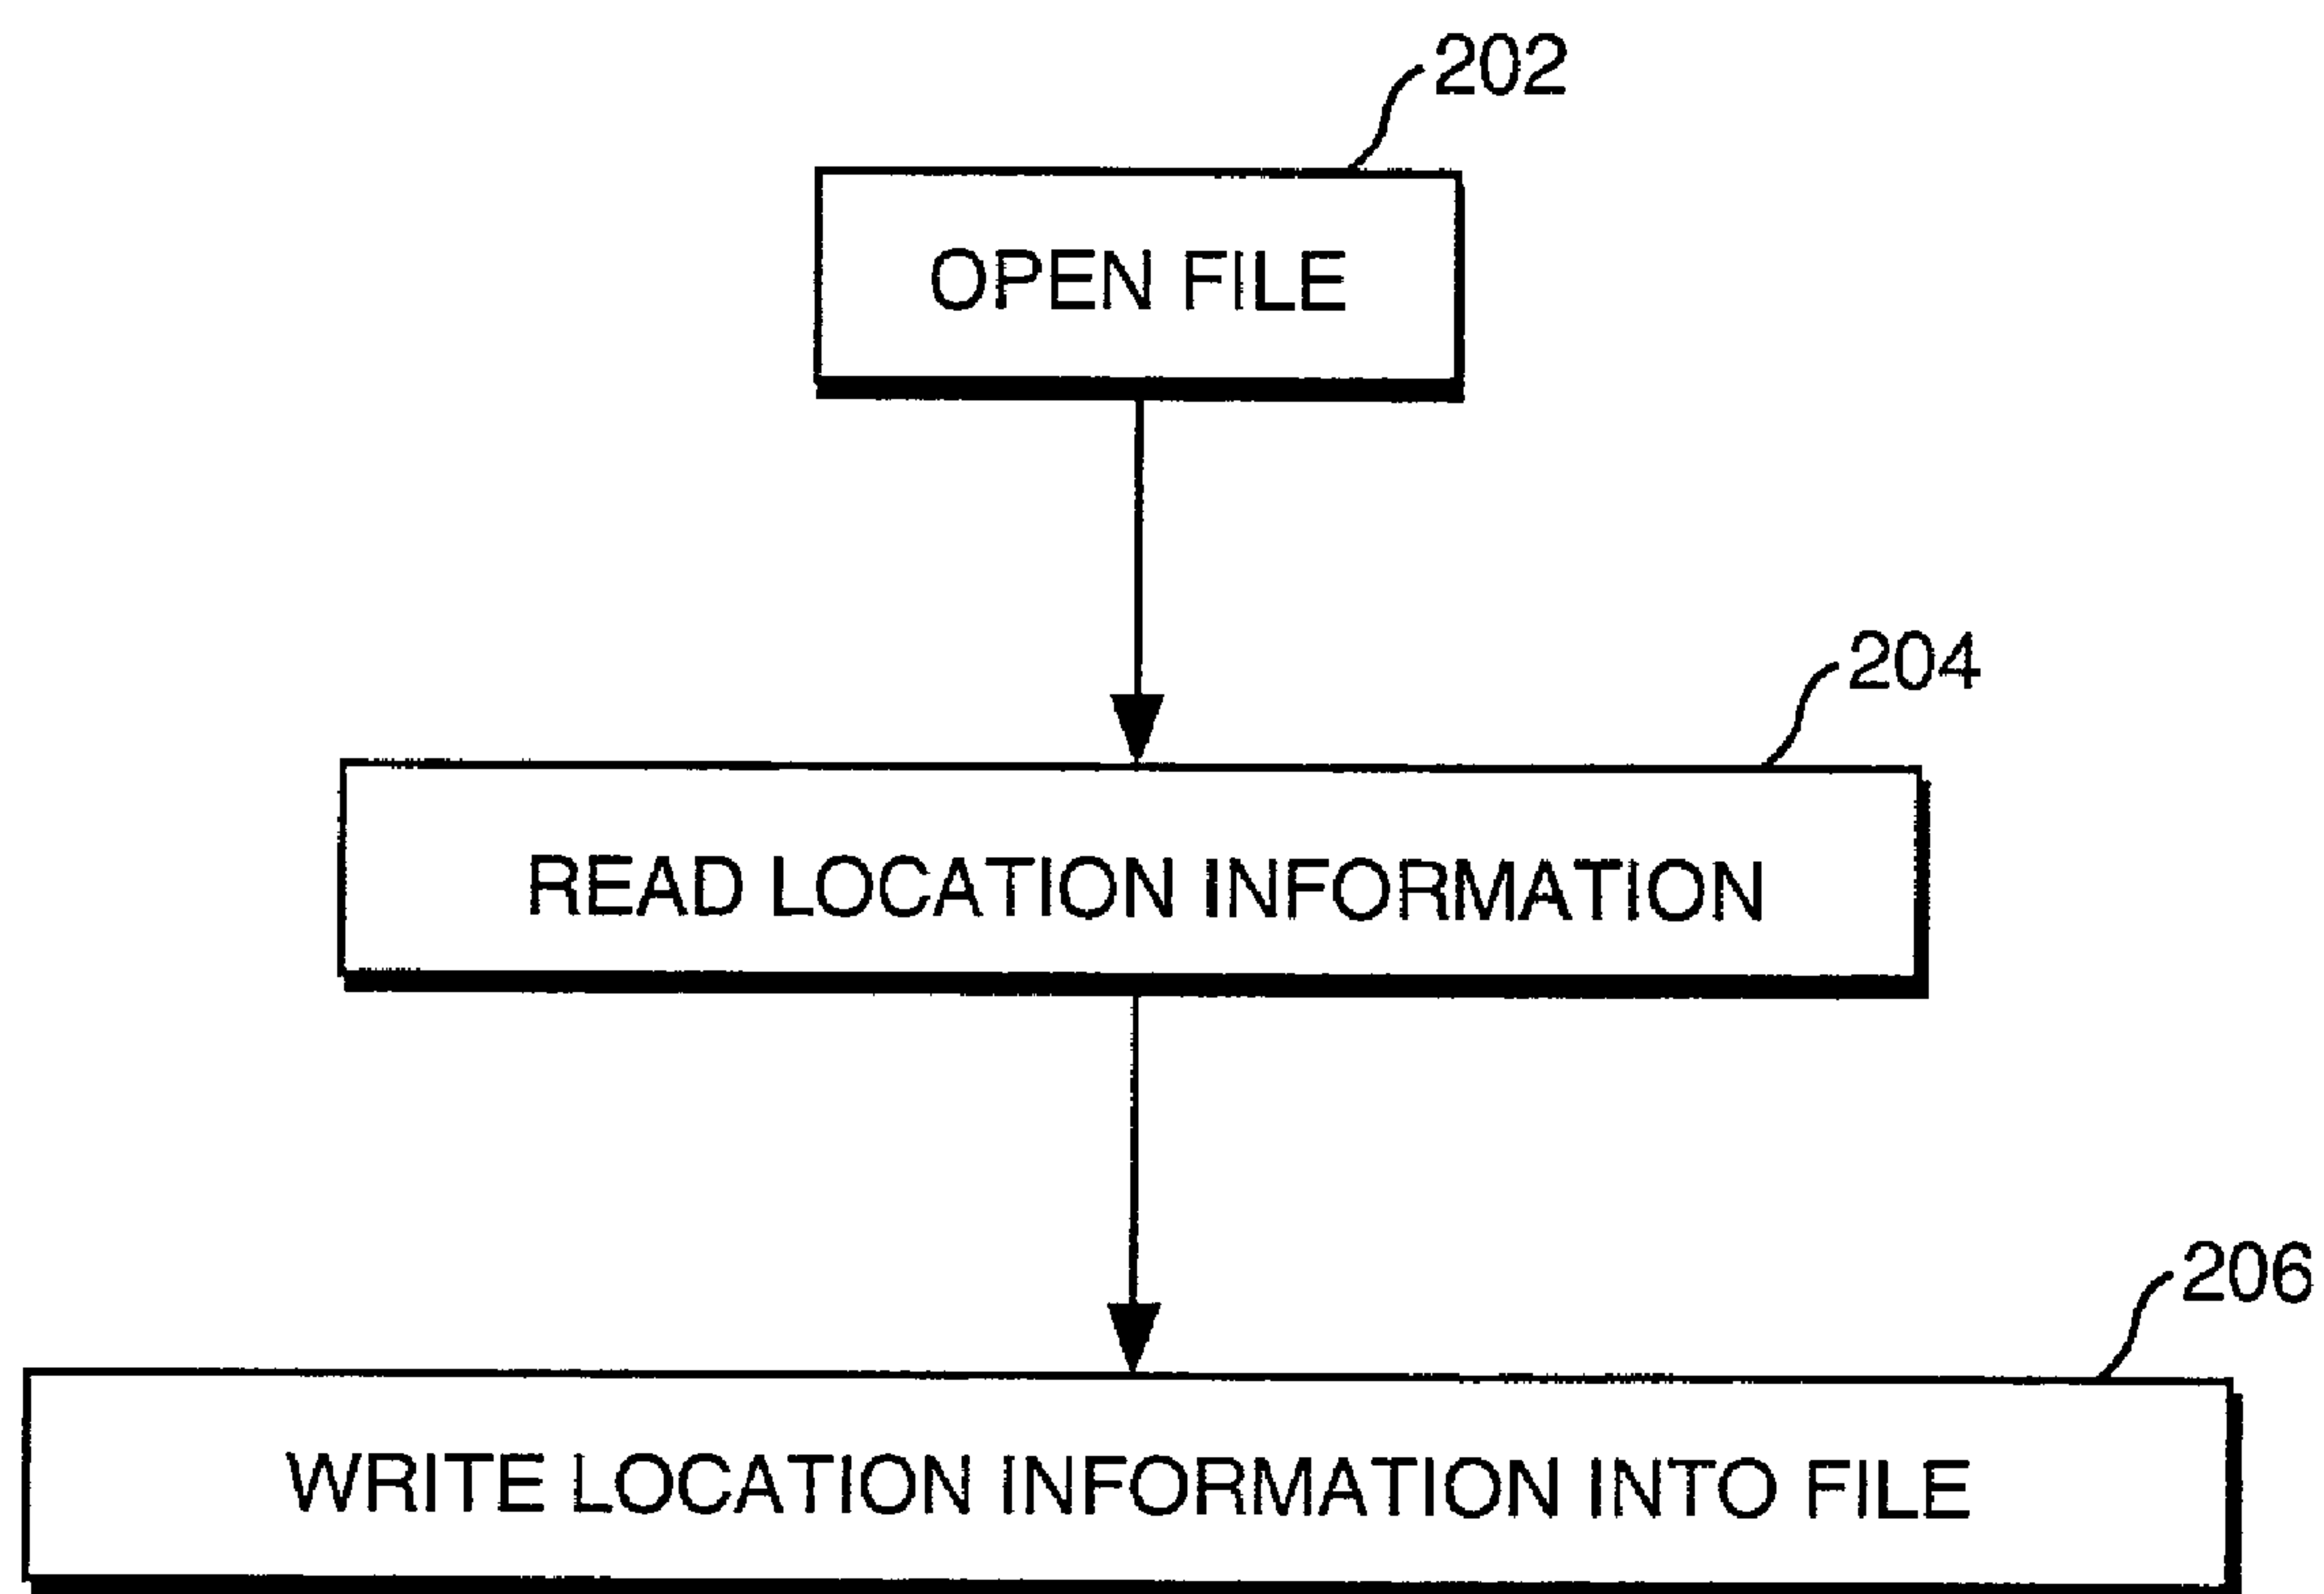 202
OPEN FILE
204
READ LOCATION INFORMATION
206
WRITE LOCATION INFORMATION INTO FILE